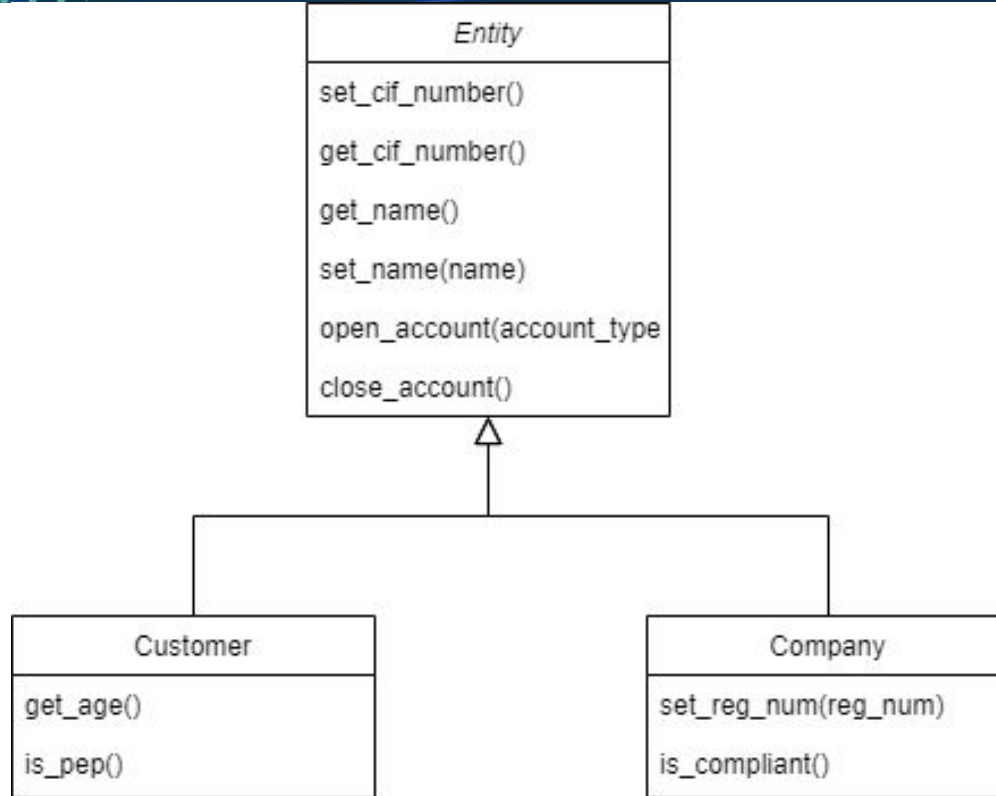 Entity
set_cif_number()
get_cif_number()
get_name()
set_name(name)
open_account(account_type
close_account()
Customer
get_age()
is_pep()
Company
set_reg_num(reg_num)
is_compliant()